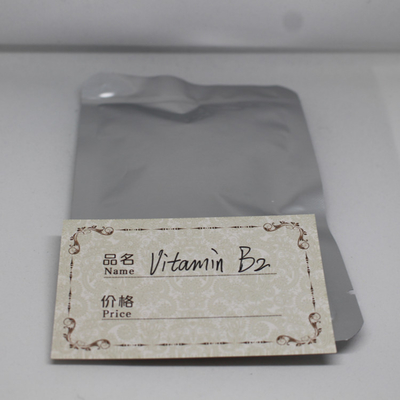 品名 Vitamin B2
Name
价格
Price